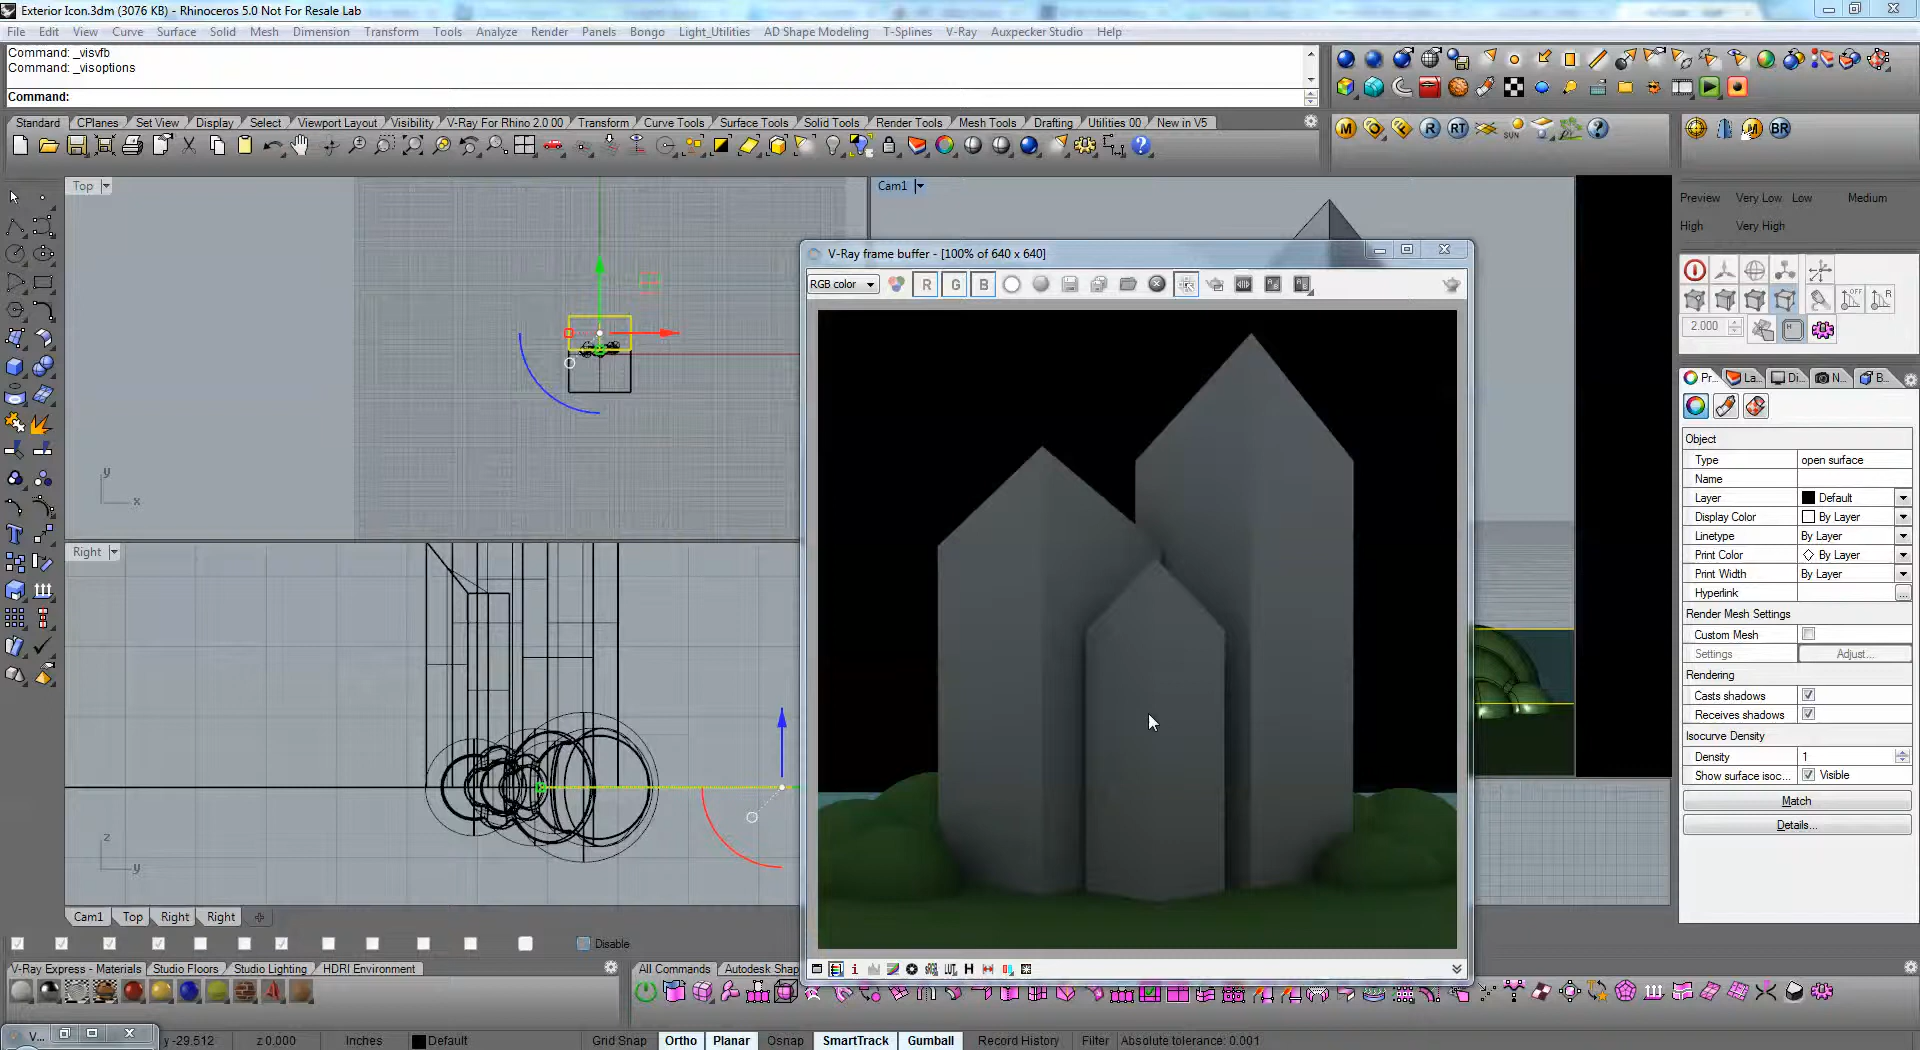 Exterior Icon.3dm (3076 KB) - Rhinoceros 5.0 Not For Resale Lab
File Edit View Curve Surface Solid Mesh Dimension Transform Tools Analyze Render Panels Bongo Light_Utilities AD Shape Modeling T-Splines V-Ray Auxpecker Studio Help
Command: _visvfb
Command: _visoptions
Command:
Standard CPlanes Set View Display Select Viewport Layout Visibility V-Ray For Rhino 2.0 00 Transform Curve Tools Surface Tools Solid Tools Render Tools Mesh Tools Drafting Utilities 00 New in V5
M R RT SUN ? BR
Top
Cam1
Preview Very Low Low Medium
High Very High
V-Ray frame buffer - [100% of 640 x 640]
RGB color R G B
OFF R
2.000
Pr... La... Di... N... B...
Object
Type open surface
Name
Layer Default
Display Color By Layer
Linetype By Layer
Print Color By Layer
Print Width By Layer
Hyperlink ...
Render Mesh Settings
Custom Mesh
Settings Adjust...
Rendering
Casts shadows
Receives shadows
Isocurve Density
Density 1
Show surface isoc... Visible
Match
Details...
y
x
Right
z
y
Cam1 Top Right Right
Disable
V-Ray Express - Materials Studio Floors Studio Lighting HDRI Environment
All Commands Autodesk Shap
i LUT H
V...
y -29.512 z 0.000 Inches Default Grid Snap Ortho Planar Osnap SmartTrack Gumball Record History Filter Absolute tolerance: 0.001